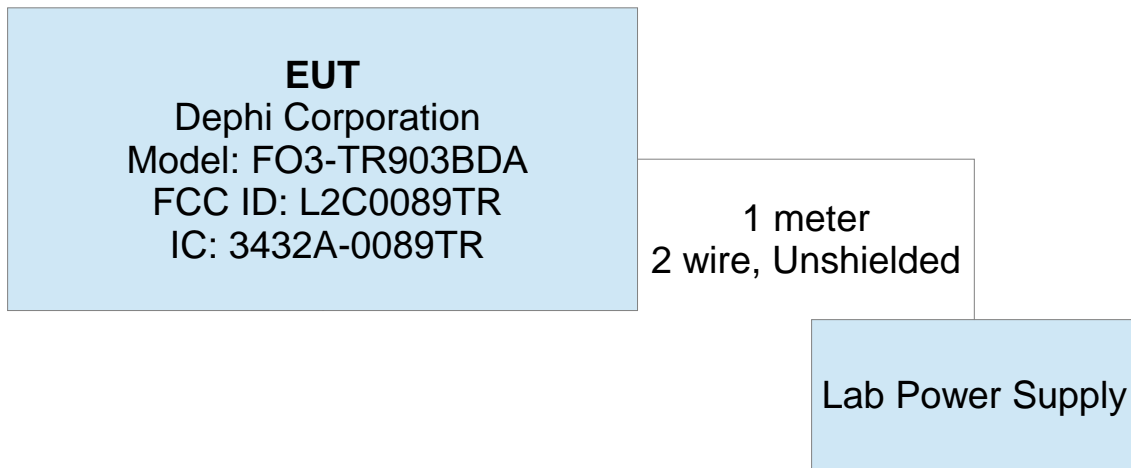 EUT
Dephi Corporation
Model: FO3-TR903BDA
FCC ID: L2C0089TR
IC: 3432A-0089TR
1 meter
2 wire, Unshielded
Lab Power Supply